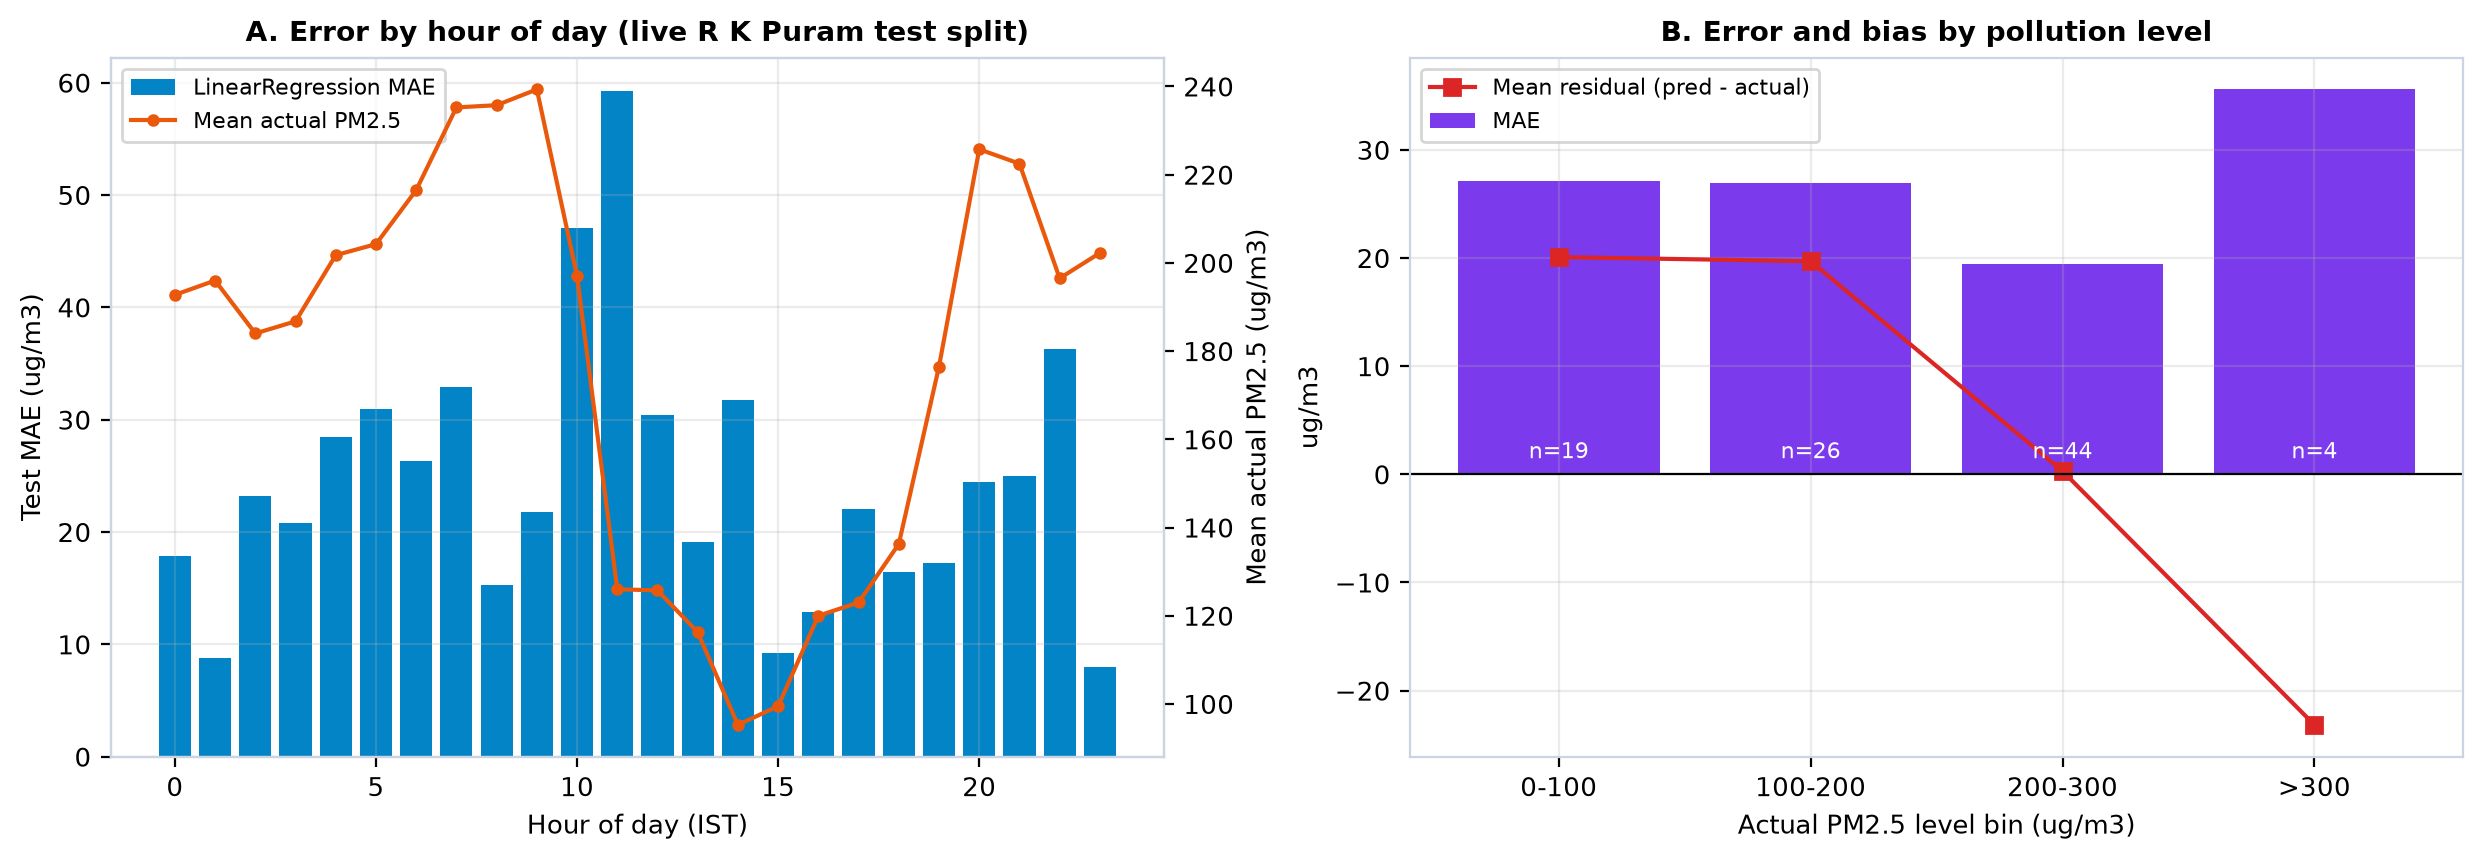 A. Error by hour of day (live R K Puram test split)
LinearRegression MAE
Mean actual PM2.5
Test MAE (ug/m3)
60
50
40
30
20
10
0
240
220
200
180
160
140
120
100
Mean actual PM2.5 (ug/m3)
0 5 10 15 20
Hour of day (IST)
B. Error and bias by pollution level
Mean residual (pred - actual)
MAE
ug/m3
30
20
10
0
−10
−20
n=19 n=26 n=44 n=4
0-100 100-200 200-300 >300
Actual PM2.5 level bin (ug/m3)